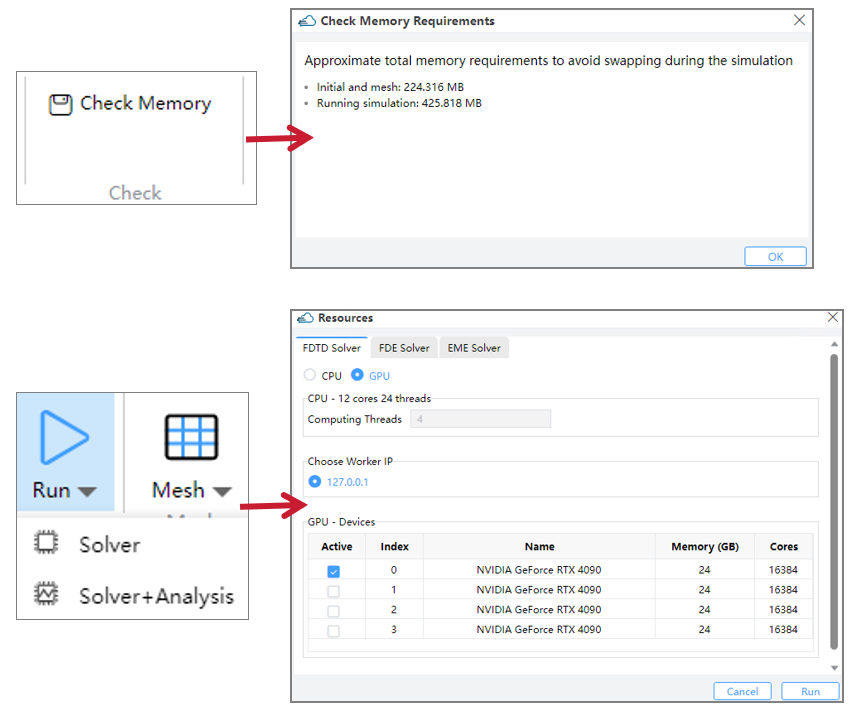 Check Memory
Check
Check Memory Requirements
Approximate total memory requirements to avoid swapping during the simulation
Initial and mesh: 224.316 MB
Running simulation: 425.818 MB
OK
Run
Mesh
Solver
Solver+Analysis
Resources
FDTD Solver FDE Solver EME Solver
CPU GPU
CPU - 12 cores 24 threads
Computing Threads 4
Choose Worker IP
127.0.0.1
GPU - Devices
Active Index Name Memory (GB) Cores
0 NVIDIA GeForce RTX 4090 24 16384
1 NVIDIA GeForce RTX 4090 24 16384
2 NVIDIA GeForce RTX 4090 24 16384
3 NVIDIA GeForce RTX 4090 24 16384
Cancel Run